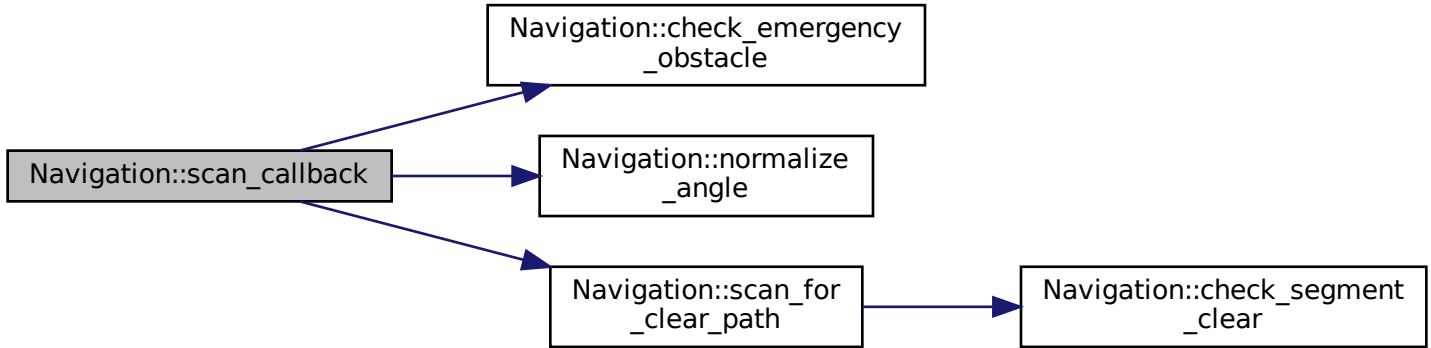 Navigation::check_emergency
_obstacle
Navigation::scan_callback
Navigation::normalize
_angle
Navigation::scan_for
_clear_path
Navigation::check_segment
_clear